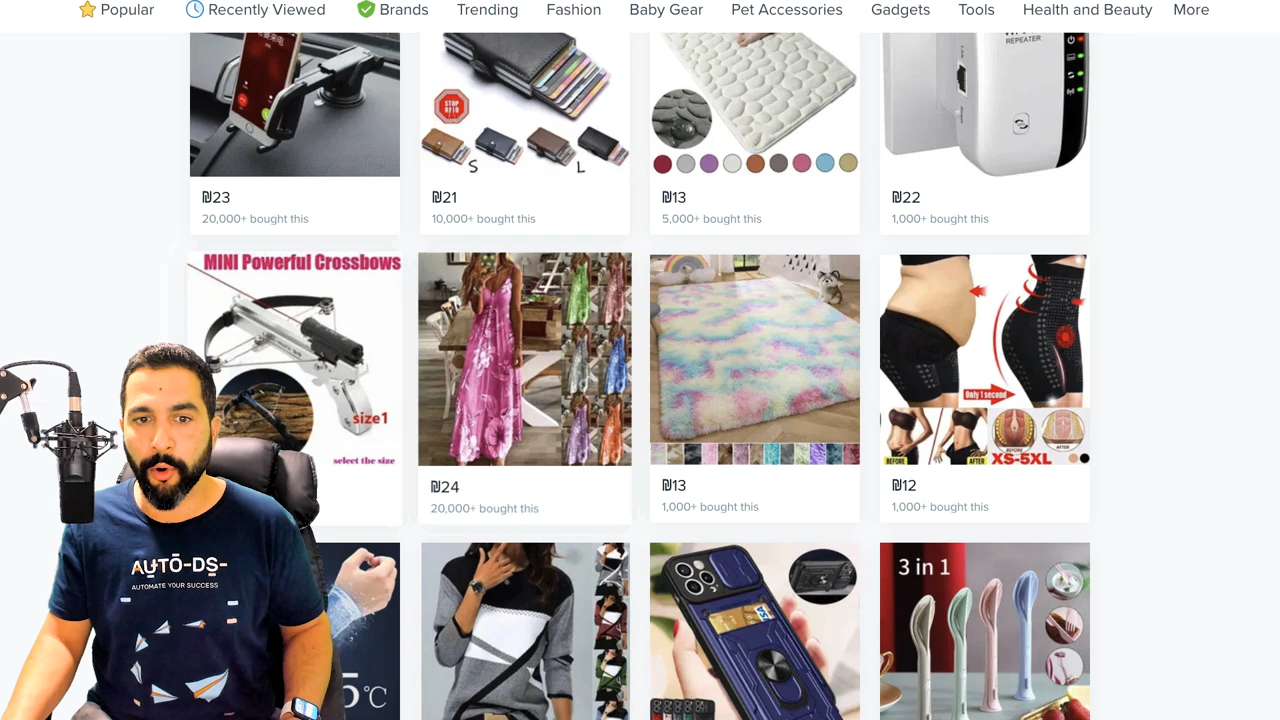 Popular
Recently Viewed
Brands
Trending
Fashion
Baby Gear
Pet Accessories
Gadgets
Tools
Health and Beauty
More
STOP
RFID
S
L
REPEATER
₪23
20,000+ bought this
₪21
10,000+ bought this
₪13
5,000+ bought this
₪22
1,000+ bought this
MINI Powerful Crossbows
size1
select the size
₪24
20,000+ bought this
₪13
1,000+ bought this
Only 1 second
BEFORE
AFTER
BEFORE
AFTER
XS-5XL
₪12
1,000+ bought this
AUTO-DS-
AUTOMATE YOUR SUCCESS
5°C
VISA
3 in 1